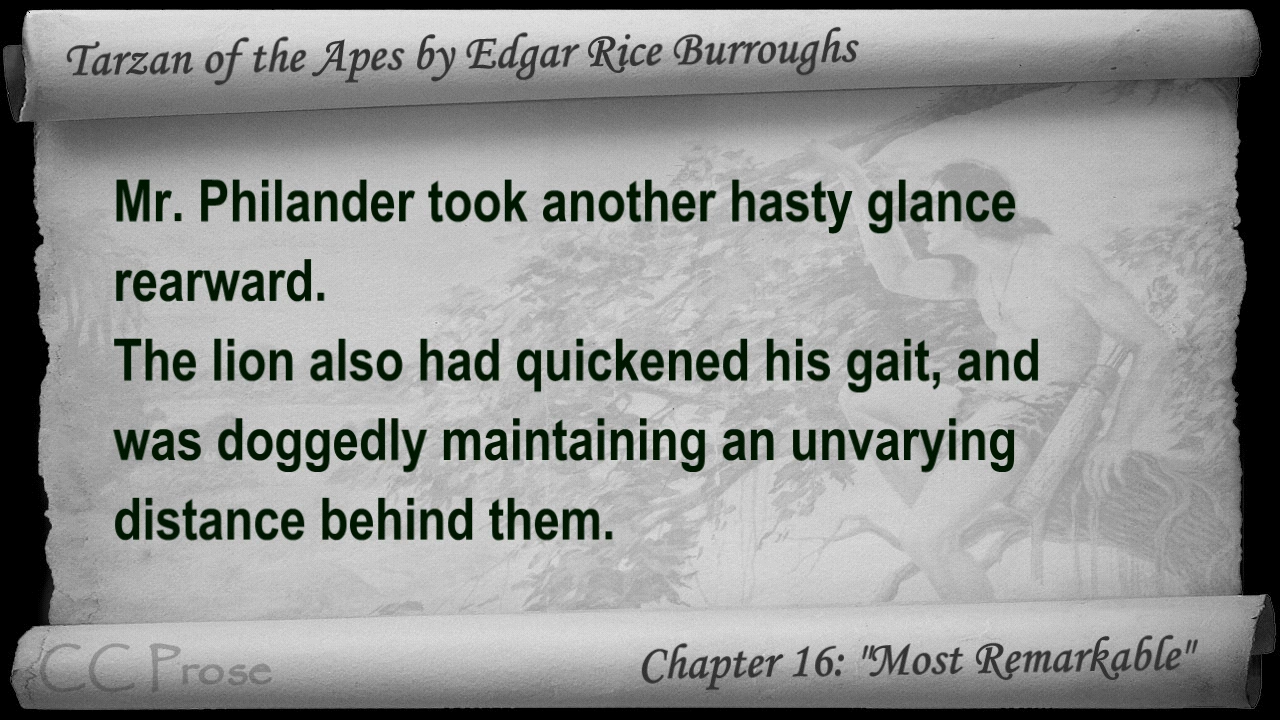 Tarzan of the Apes by Edgar Rice Burroughs
Mr. Philander took another hasty glance
rearward.
The lion also had quickened his gait, and
was doggedly maintaining an unvarying
distance behind them.
CC Prose
Chapter 16: "Most Remarkable"